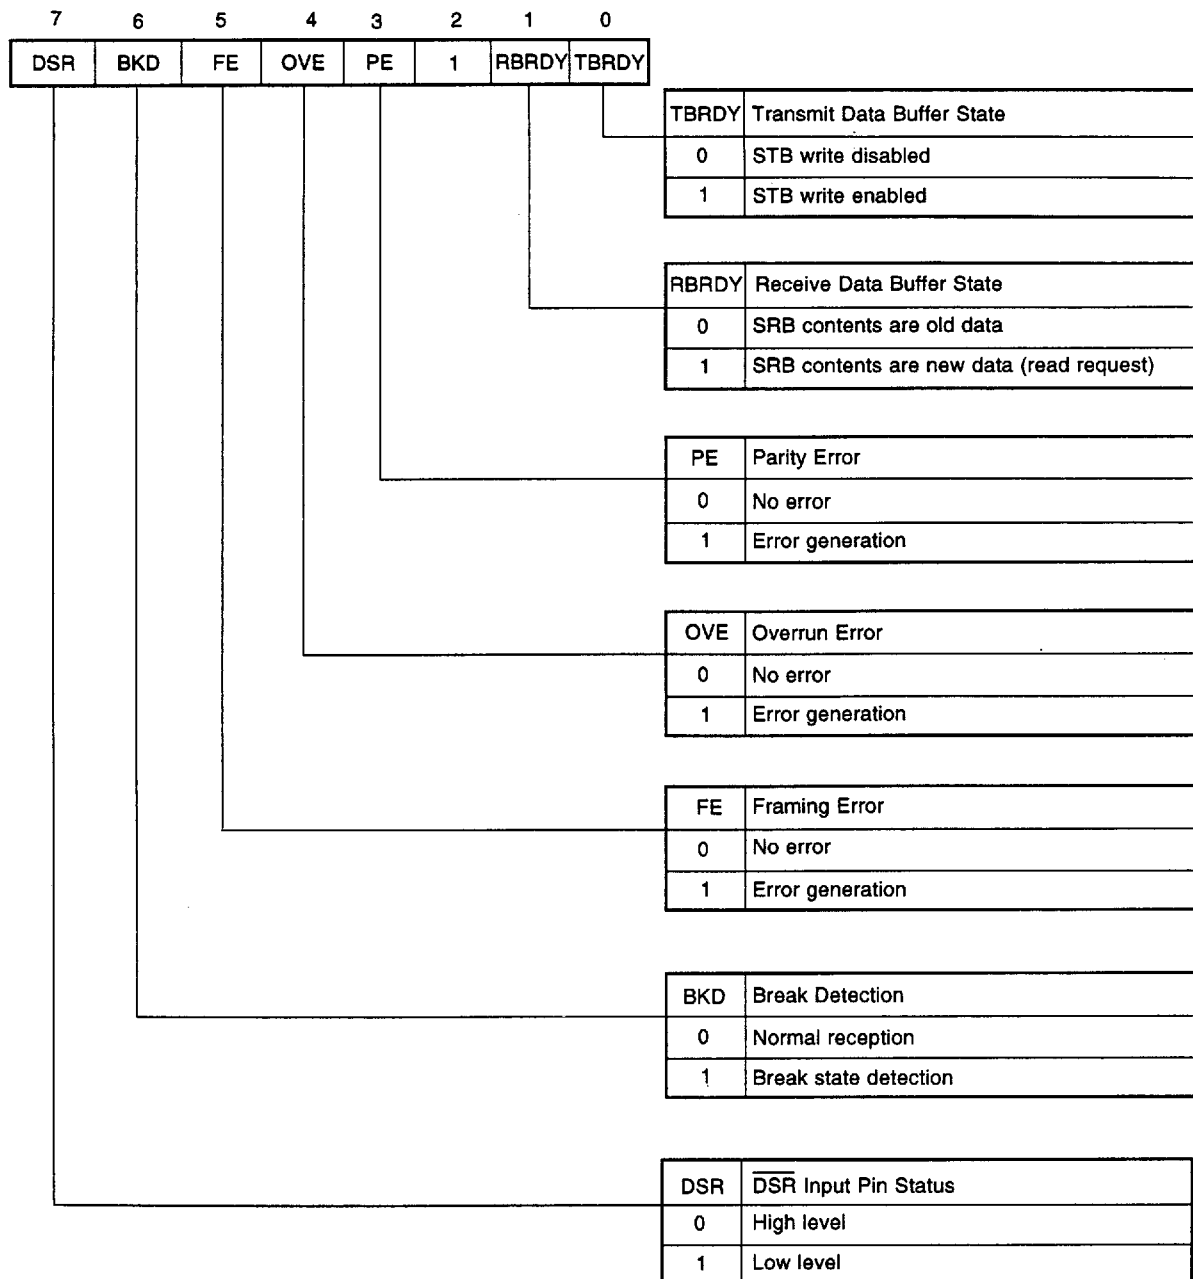 7 6 5 4 3 2 1 0
DSR BKD FE OVE PE 1 RBRDY TBRDY
TBRDY Transmit Data Buffer State
0 STB write disabled
1 STB write enabled
RBRDY Receive Data Buffer State
0 SRB contents are old data
1 SRB contents are new data (read request)
PE Parity Error
0 No error
1 Error generation
OVE Overrun Error
0 No error
1 Error generation
FE Framing Error
0 No error
1 Error generation
BKD Break Detection
0 Normal reception
1 Break state detection
DSR D̅S̅R̅ Input Pin Status
0 High level
1 Low level